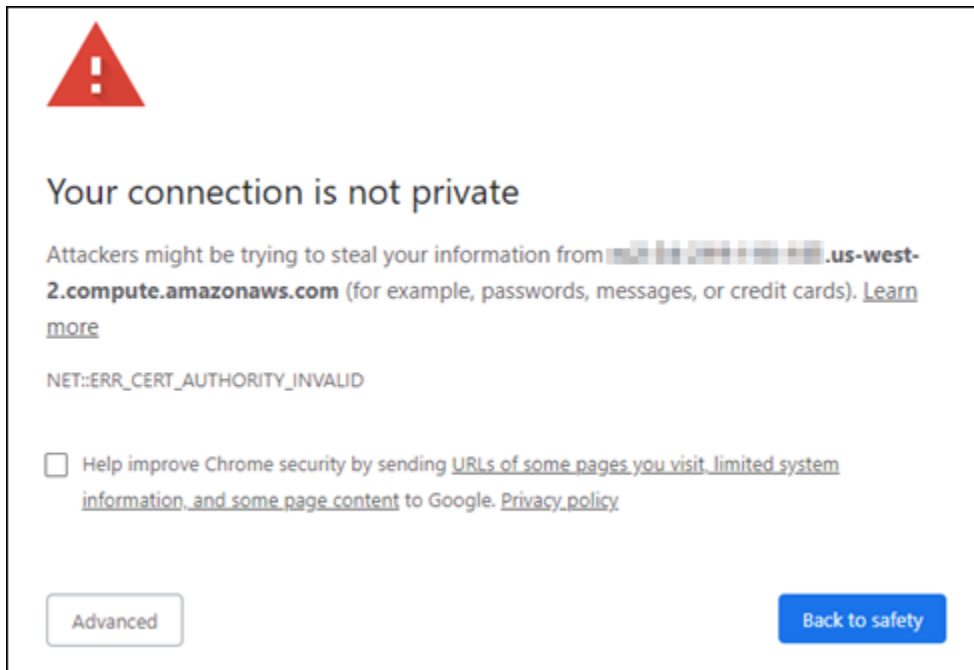 Your connection is not private
Attackers might be trying to steal your information from .us-west-
2.compute.amazonaws.com (for example, passwords, messages, or credit cards). Learn
more
NET::ERR_CERT_AUTHORITY_INVALID
Help improve Chrome security by sending URLs of some pages you visit, limited system
information, and some page content to Google. Privacy policy
Advanced
Back to safety